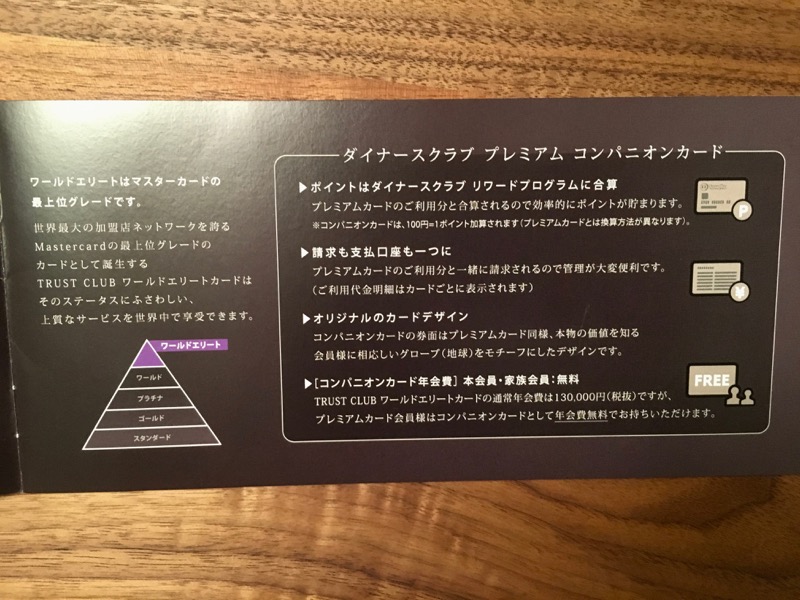 ワールドエリートはマスターカードの
最上位グレードです。
世界最大の加盟店ネットワークを誇る
Mastercardの最上位グレードの
カードとして誕生する
TRUST CLUB ワールドエリートカードは
そのステータスにふさわしい、
上質なサービスを世界中で享受できます。
ワールドエリート
ワールド
プラチナ
ゴールド
スタンダード
ダイナースクラブ プレミアム コンパニオンカード
▶ポイントはダイナースクラブ リワードプログラムに合算
プレミアムカードのご利用分と合算されるので効率的にポイントが貯まります。
※コンパニオンカードは、100円=1ポイント加算されます(プレミアムカードとは換算方法が異なります)。
P
▶請求も支払口座も一つに
プレミアムカードのご利用分と一緒に請求されるので管理が大変便利です。
(ご利用代金明細はカードごとに表示されます)
¥
▶オリジナルのカードデザイン
コンパニオンカードの券面はプレミアムカード同様、本物の価値を知る
会員様に相応しいグローブ(地球)をモチーフにしたデザインです。
▶[コンパニオンカード年会費] 本会員・家族会員:無料
TRUST CLUB ワールドエリートカードの通常年会費は130,000円(税抜)ですが、
プレミアムカード会員様はコンパニオンカードとして年会費無料でお持ちいただけます。
FREE